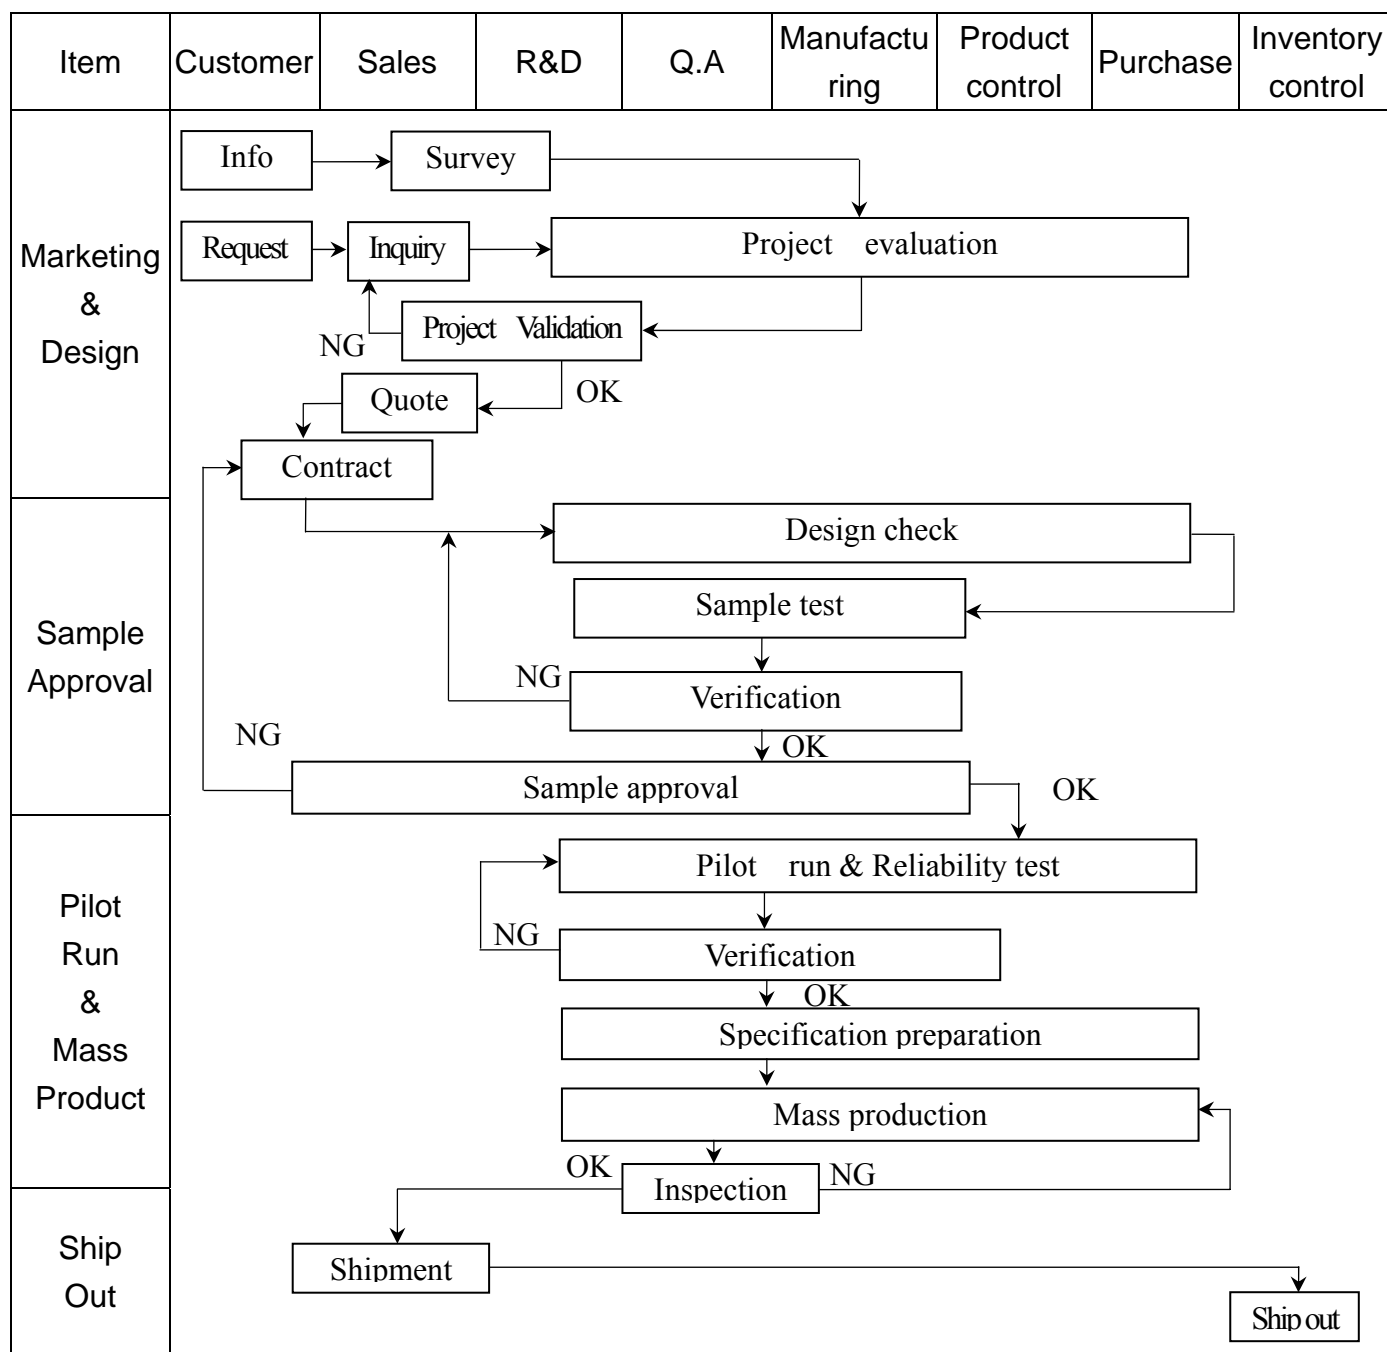 Item
Customer
Sales
R&D
Q.A
Manufactu
ring
Product
control
Purchase
Inventory
control
Marketing
&
Design
Info
Survey
Request
Inquiry
Project evaluation
Project Validation
NG
OK
Quote
Contract
Sample
Approval
Design check
Sample test
NG
Verification
NG
OK
Sample approval
OK
Pilot
Run
&
Mass
Product
Pilot run & Reliability test
NG
Verification
OK
Specification preparation
Mass production
OK
Inspection
NG
Ship
Out
Shipment
Ship out